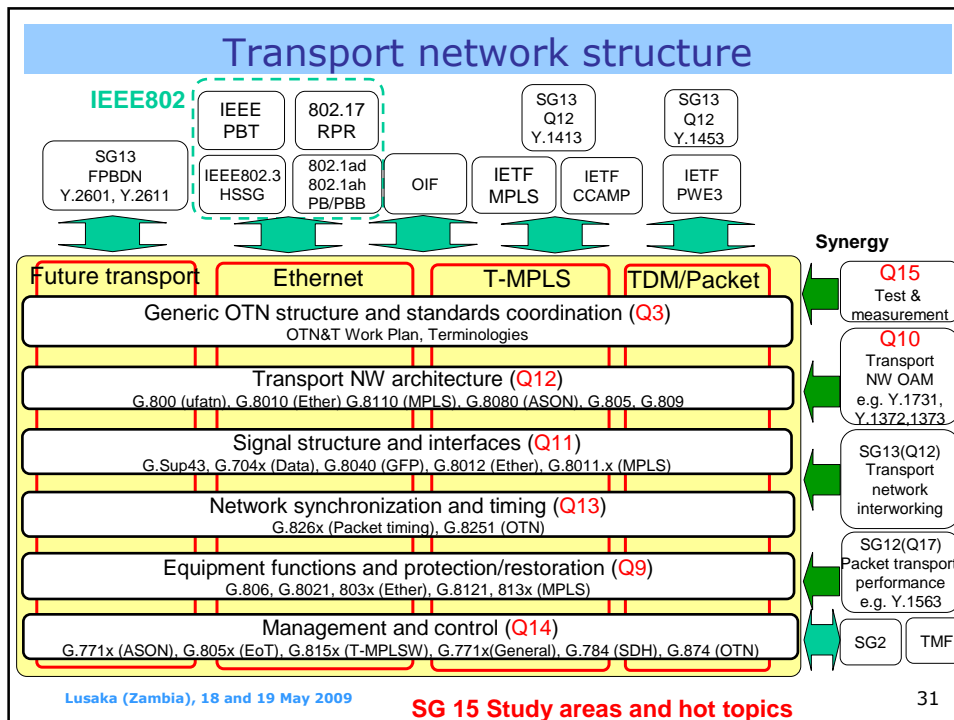 Transport network structure
IEEE802
IEEE
PBT
802.17
RPR
SG13
Q12
Y.1413
SG13
Q12
Y.1453
SG13
FPBDN
Y.2601, Y.2611
IEEE802.3
HSSG
802.1ad
802.1ah
PB/PBB
OIF
IETF
MPLS
IETF
CCAMP
IETF
PWE3
Synergy
Future transport
Ethernet
T-MPLS
TDM/Packet
Generic OTN structure and standards coordination (Q3)
OTN&T Work Plan, Terminologies
Transport NW architecture (Q12)
G.800 (ufatn), G.8010 (Ether) G.8110 (MPLS), G.8080 (ASON), G.805, G.809
Signal structure and interfaces (Q11)
G.Sup43, G.704x (Data), G.8040 (GFP), G.8012 (Ether), G.8011.x (MPLS)
Network synchronization and timing (Q13)
G.826x (Packet timing), G.8251 (OTN)
Equipment functions and protection/restoration (Q9)
G.806, G.8021, 803x (Ether), G.8121, 813x (MPLS)
Management and control (Q14)
G.771x (ASON), G.805x (EoT), G.815x (T-MPLSW), G.771x(General), G.784 (SDH), G.874 (OTN)
Q15
Test &
measurement
Q10
Transport
NW OAM
e.g. Y.1731,
Y.1372,1373
SG13(Q12)
Transport
network
interworking
SG12(Q17)
Packet transport
performance
e.g. Y.1563
SG2
TMF
Lusaka (Zambia), 18 and 19 May 2009
SG 15 Study areas and hot topics
31